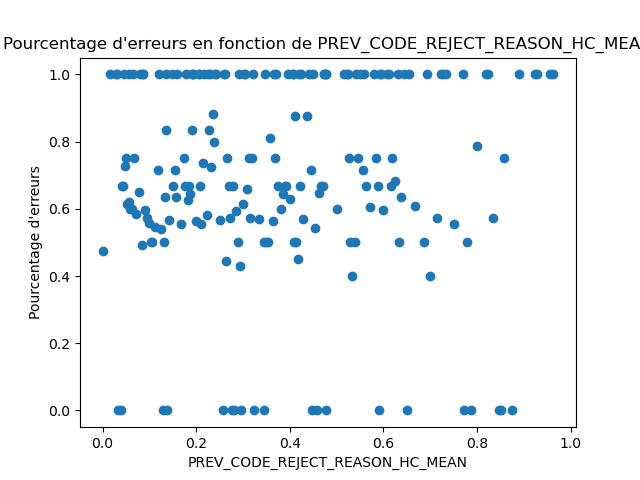 Pourcentage d'erreurs en fonction de PREV_CODE_REJECT_REASON_HC_MEA
1.0
0.8
0.6
0.4
0.2
0.0
Pourcentage d'erreurs
0.0 0.2 0.4 0.6 0.8 1.0
PREV_CODE_REJECT_REASON_HC_MEAN